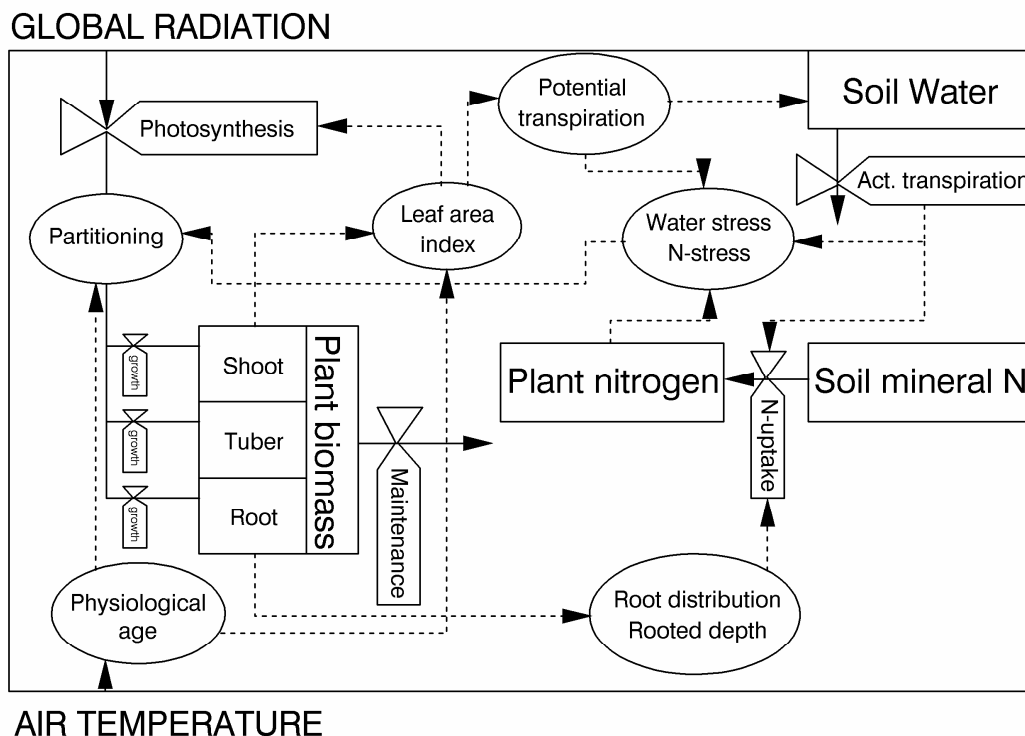 GLOBAL RADIATION
Photosynthesis
Potential
transpiration
Soil Water
Act. transpiration
Partitioning
Leaf area
index
Water stress
N-stress
growth
Shoot
Plant biomass
Plant nitrogen
Soil mineral N
growth
Tuber
N-uptake
growth
Root
Maintenance
Physiological
age
Root distribution
Rooted depth
AIR TEMPERATURE